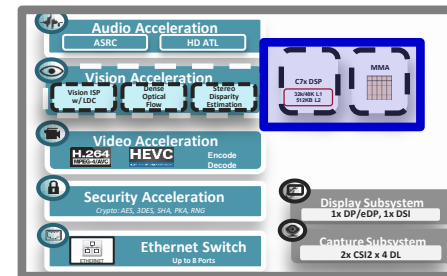 Audio Acceleration
ASRC
HD ATL
Vision Acceleration
Vision ISP
w/ LDC
Dense
Optical
Flow
Stereo
Disparity
Estimation
C7x DSP
32k/48K L1
512KB L2
MMA
Video Acceleration
H.264
MPEG-4/AVC
HEVC
Encode
Decode
Security Acceleration
Crypto: AES, 3DES, SHA, PKA, RNG
Ethernet Switch
Up to 8 Ports
ETHERNET
Display Subsystem
1x DP/eDP, 1x DSI
Capture Subsystem
2x CSI2 x 4 DL